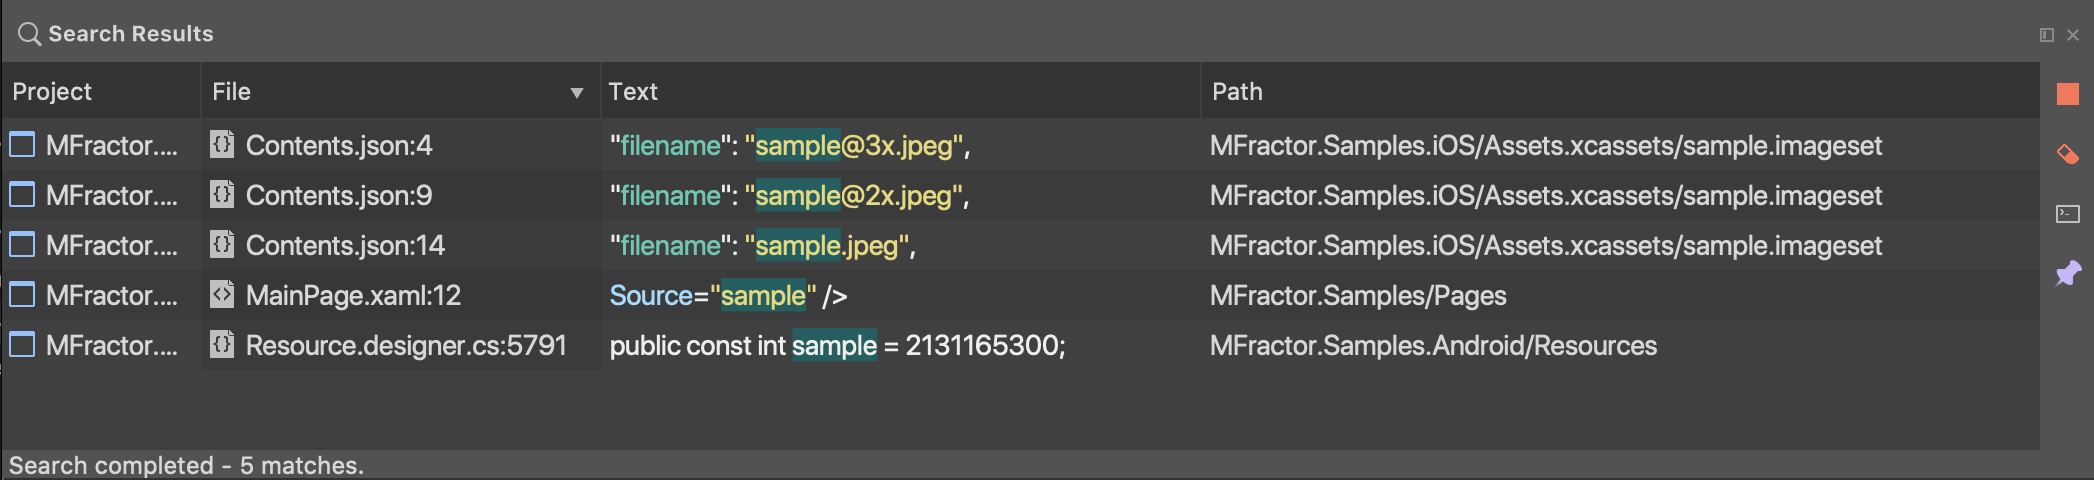 Search Results
Project File Text Path
MFractor.... Contents.json:4 "filename": "sample@3x.jpeg", MFractor.Samples.iOS/Assets.xcassets/sample.imageset
MFractor.... Contents.json:9 "filename": "sample@2x.jpeg", MFractor.Samples.iOS/Assets.xcassets/sample.imageset
MFractor.... Contents.json:14 "filename": "sample.jpeg", MFractor.Samples.iOS/Assets.xcassets/sample.imageset
MFractor.... MainPage.xaml:12 Source="sample" /> MFractor.Samples/Pages
MFractor.... Resource.designer.cs:5791 public const int sample = 2131165300; MFractor.Samples.Android/Resources
Search completed - 5 matches.